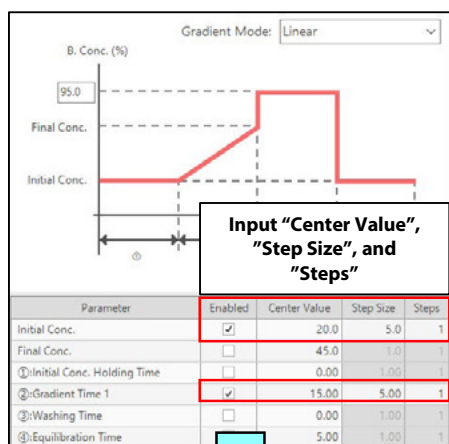 Gradient Mode: Linear
B. Conc. (%)
95.0
Final Conc.
Initial Conc.
①
Input “Center Value”,
”Step Size”, and
”Steps”
Parameter Enabled Center Value Step Size Steps
Initial Conc. 20.0 5.0 1
Final Conc. 45.0 1.0 1
①:Initial Conc. Holding Time 0.00 1.00 1
②:Gradient Time 1 15.00 5.00 1
③:Washing Time 0.00 1.00 1
④:Equilibration Time 5.00 1.00 1